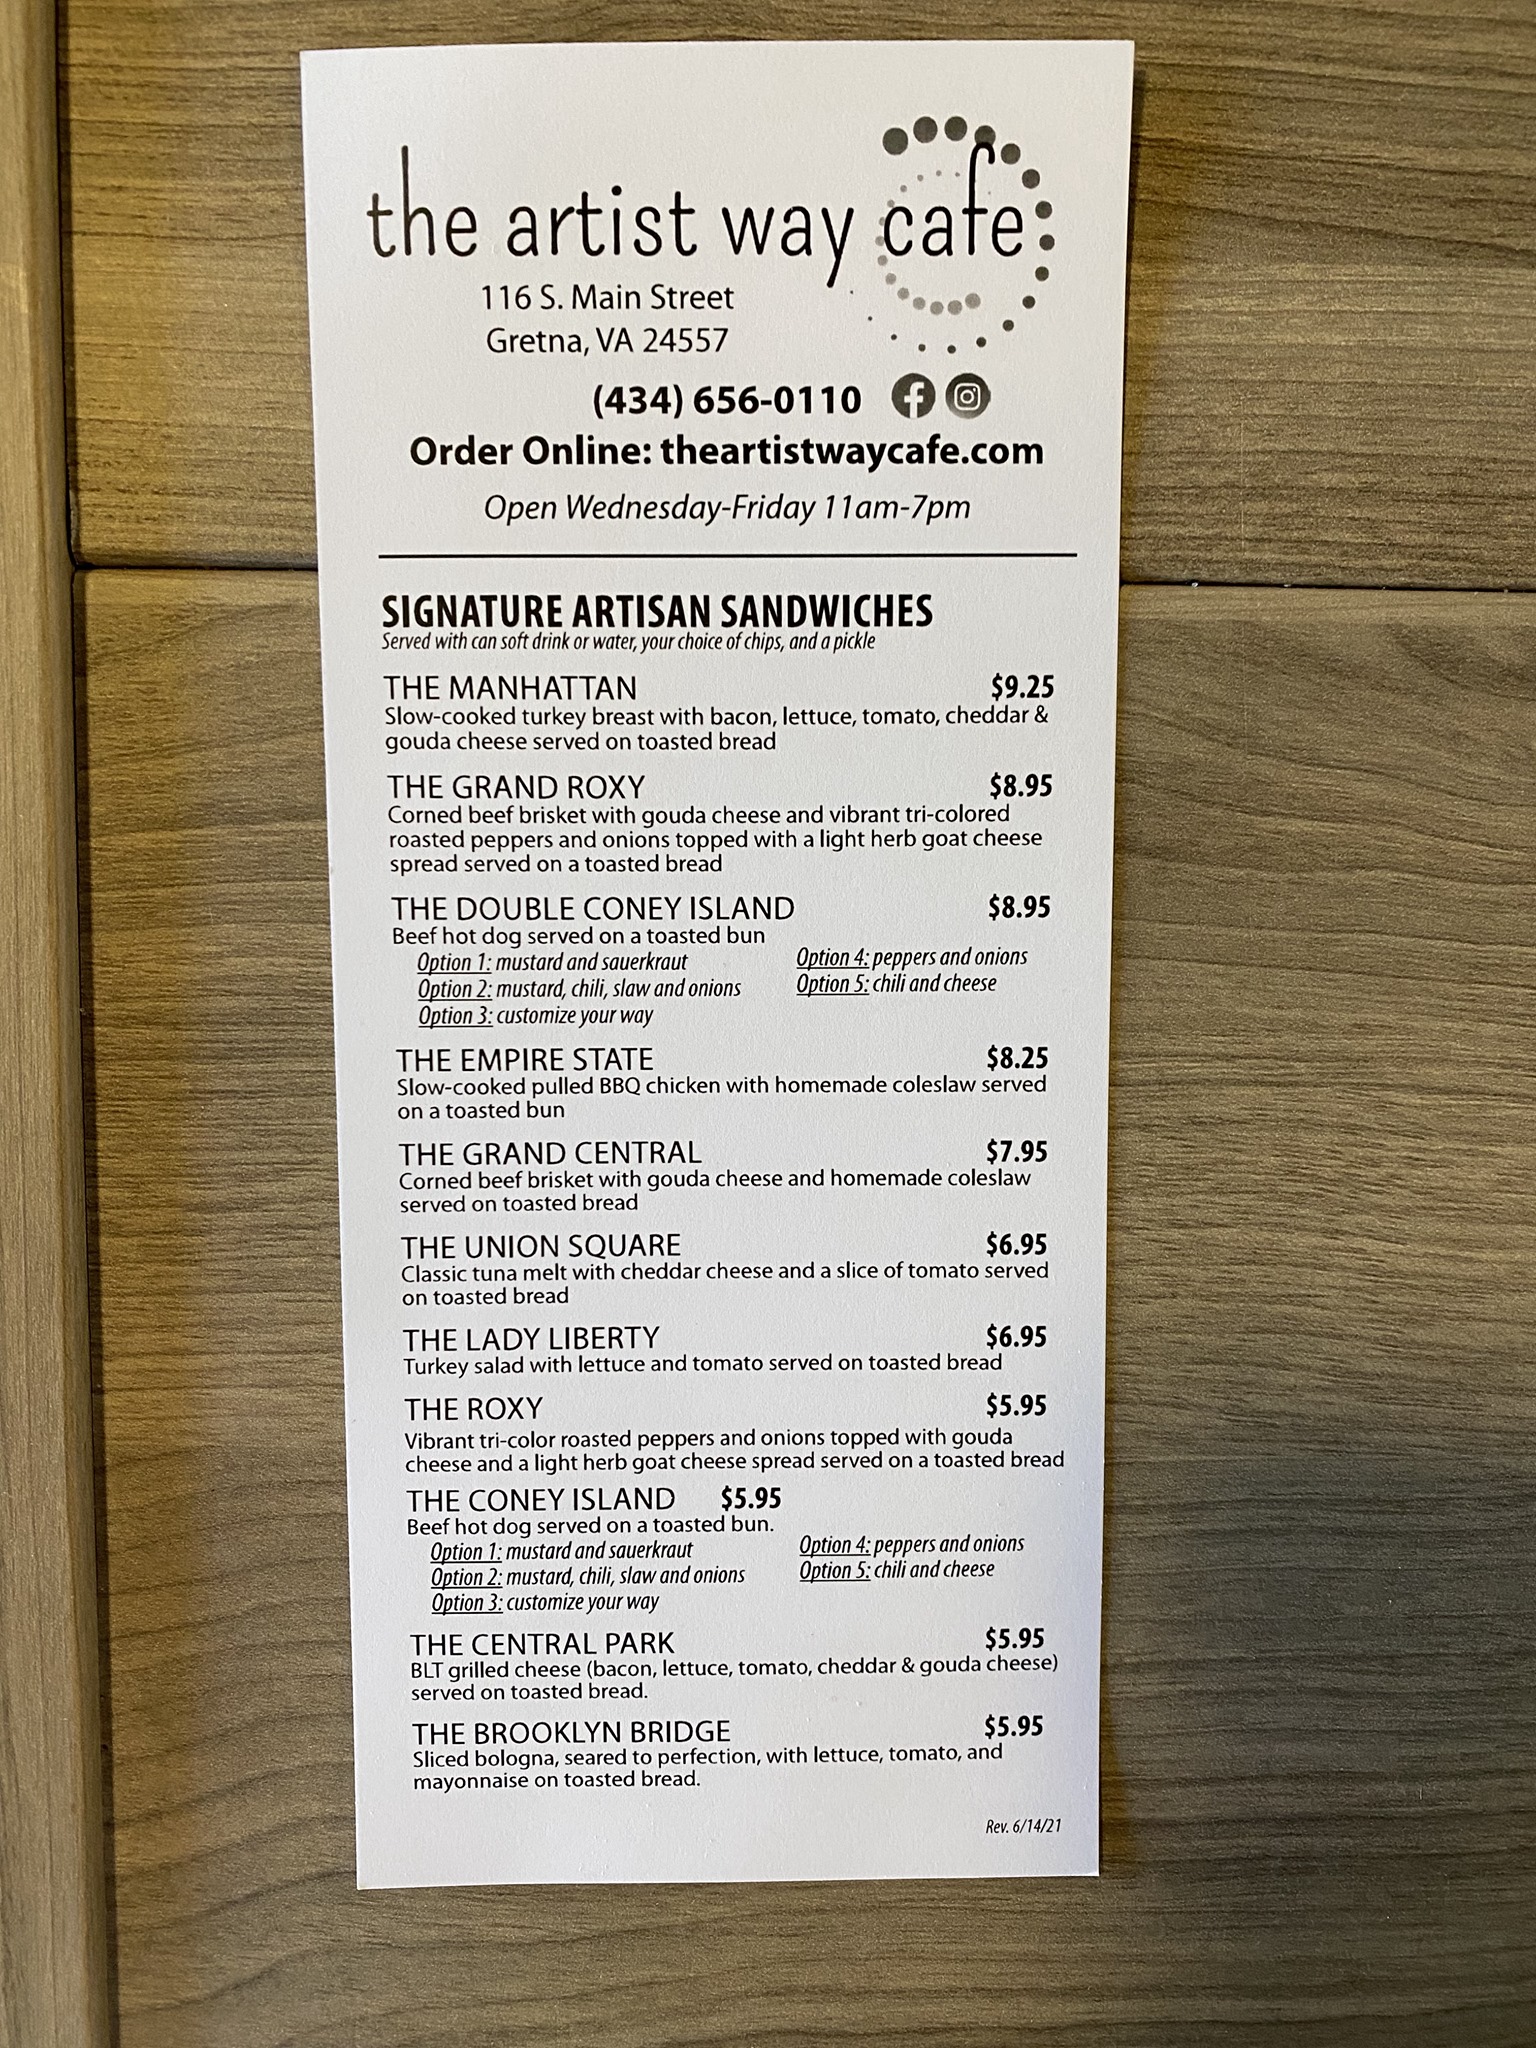 the artist way cafe
116 S. Main Street
Gretna, VA 24557
(434) 656-0110
Order Online: theartistwaycafe.com
Open Wednesday-Friday 11am-7pm
SIGNATURE ARTISAN SANDWICHES
Served with can soft drink or water, your choice of chips, and a pickle
THE MANHATTAN $9.25
Slow-cooked turkey breast with bacon, lettuce, tomato, cheddar &
gouda cheese served on toasted bread
THE GRAND ROXY $8.95
Corned beef brisket with gouda cheese and vibrant tri-colored
roasted peppers and onions topped with a light herb goat cheese
spread served on a toasted bread
THE DOUBLE CONEY ISLAND $8.95
Beef hot dog served on a toasted bun
Option 1: mustard and sauerkraut
Option 2: mustard, chili, slaw and onions
Option 3: customize your way
Option 4: peppers and onions
Option 5: chili and cheese
THE EMPIRE STATE $8.25
Slow-cooked pulled BBQ chicken with homemade coleslaw served
on a toasted bun
THE GRAND CENTRAL $7.95
Corned beef brisket with gouda cheese and homemade coleslaw
served on toasted bread
THE UNION SQUARE $6.95
Classic tuna melt with cheddar cheese and a slice of tomato served
on toasted bread
THE LADY LIBERTY $6.95
Turkey salad with lettuce and tomato served on toasted bread
THE ROXY $5.95
Vibrant tri-color roasted peppers and onions topped with gouda
cheese and a light herb goat cheese spread served on a toasted bread
THE CONEY ISLAND $5.95
Beef hot dog served on a toasted bun.
Option 1: mustard and sauerkraut
Option 2: mustard, chili, slaw and onions
Option 3: customize your way
Option 4: peppers and onions
Option 5: chili and cheese
THE CENTRAL PARK $5.95
BLT grilled cheese (bacon, lettuce, tomato, cheddar & gouda cheese)
served on toasted bread.
THE BROOKLYN BRIDGE $5.95
Sliced bologna, seared to perfection, with lettuce, tomato, and
mayonnaise on toasted bread.
Rev. 6/14/21